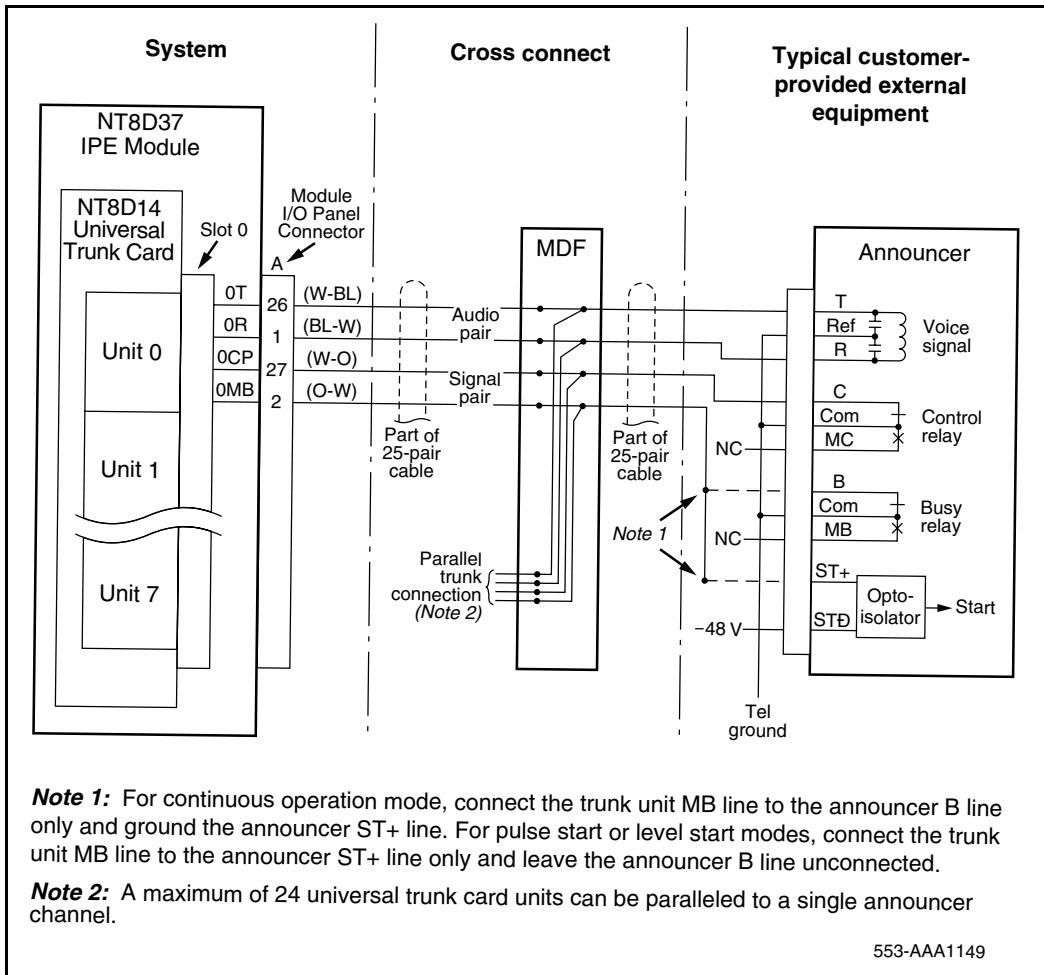 System
Cross connect
Typical customer-
provided external
equipment
NT8D37
IPE Module
NT8D14
Universal
Trunk Card
Slot 0
Module
I/O Panel
Connector
A
MDF
Announcer
Unit 0
Unit 1
Unit 7
0T
0R
0CP
0MB
26
1
27
2
(W-BL)
(BL-W)
(W-O)
(O-W)
Audio
pair
Signal
pair
Part of
25-pair
cable
Part of
25-pair
cable
Parallel
trunk
connection
(Note 2)
Note 1
T
Ref
R
Voice
signal
C
Com
MC
NC
Control
relay
B
Com
MB
NC
Busy
relay
ST+
STĐ
−48 V
Opto-
isolator
Start
Tel
ground
Note 1: For continuous operation mode, connect the trunk unit MB line to the announcer B line
only and ground the announcer ST+ line. For pulse start or level start modes, connect the trunk
unit MB line to the announcer ST+ line only and leave the announcer B line unconnected.
Note 2: A maximum of 24 universal trunk card units can be paralleled to a single announcer
channel.
553-AAA1149